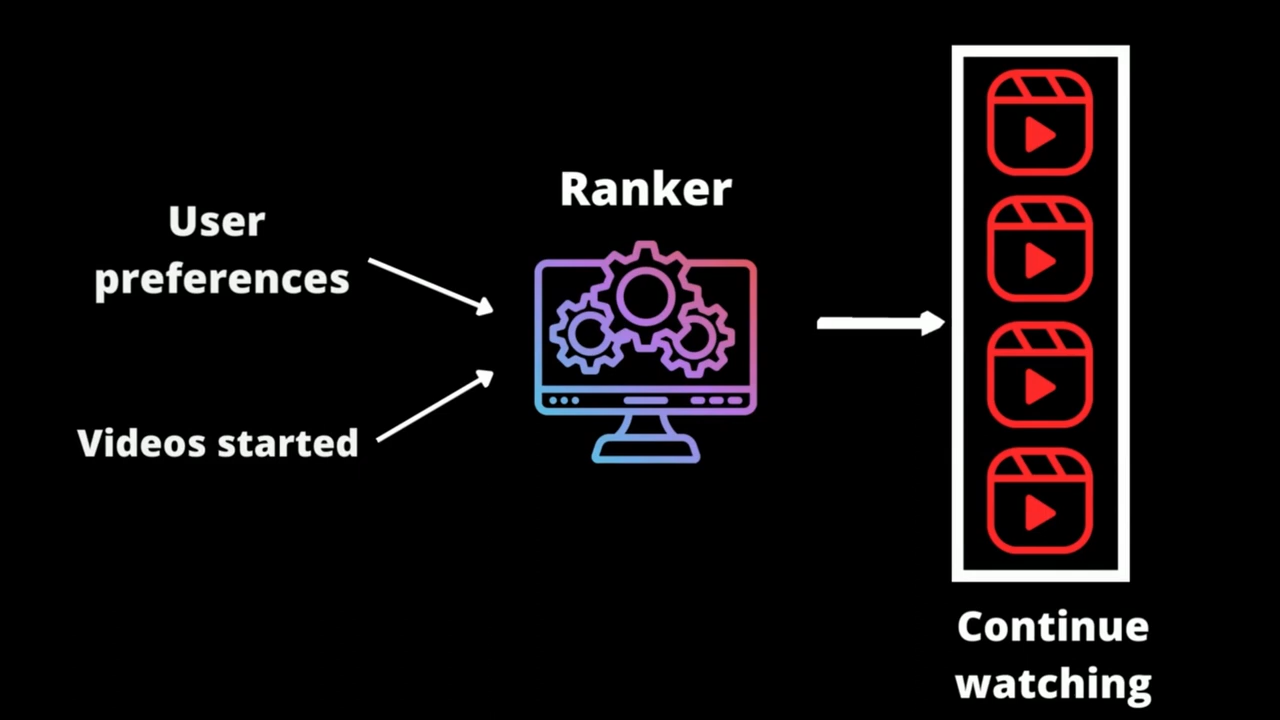 User
preferences
Videos started
Ranker
Continue
watching